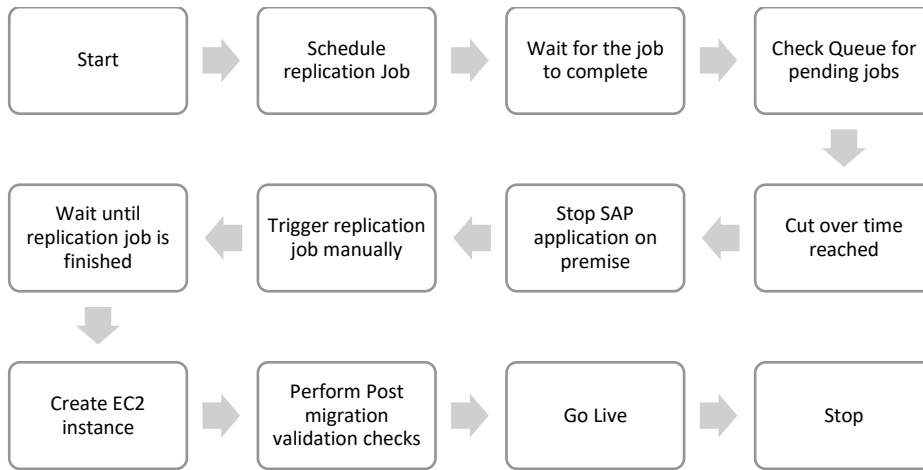 Start
Schedule
replication Job
Wait for the job
to complete
Check Queue for
pending jobs
Cut over time
reached
Stop SAP
application on
premise
Trigger replication
job manually
Wait until
replication job is
finished
Create EC2
instance
Perform Post
migration
validation checks
Go Live
Stop